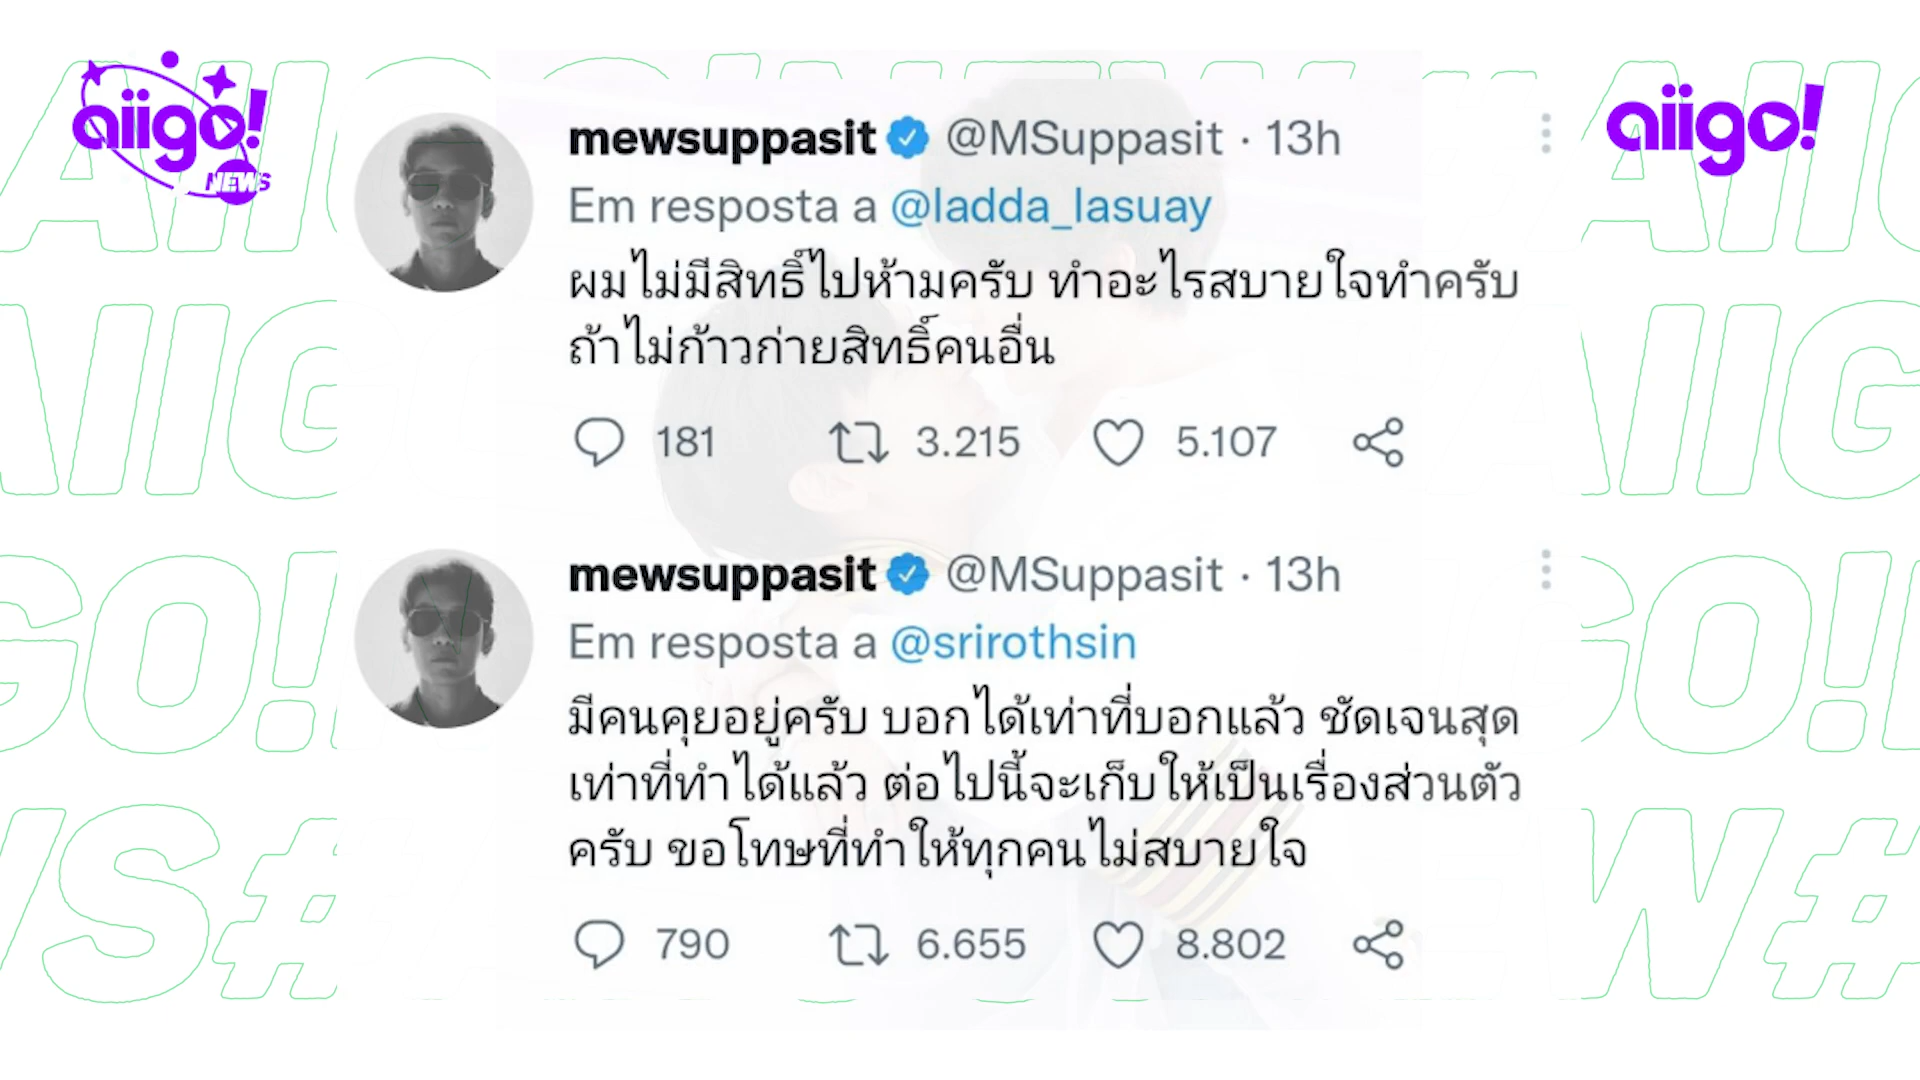 aiigo!
NEWS
aiigo!
mewsuppasit @MSuppasit · 13h
Em resposta a @ladda_lasuay
ผมไม่มีสิทธิ์ไปห้ามครับ ทำอะไรสบายใจทำครับ
ถ้าไม่ก้าวก่ายสิทธิ์คนอื่น
181 3.215 5.107
mewsuppasit @MSuppasit · 13h
Em resposta a @srirothsin
มีคนคุยอยู่ครับ บอกได้เท่าที่บอกแล้ว ชัดเจนสุด
เท่าที่ทำได้แล้ว ต่อไปนี้จะเก็บให้เป็นเรื่องส่วนตัว
ครับ ขอโทษที่ทำให้ทุกคนไม่สบายใจ
790 6.655 8.802